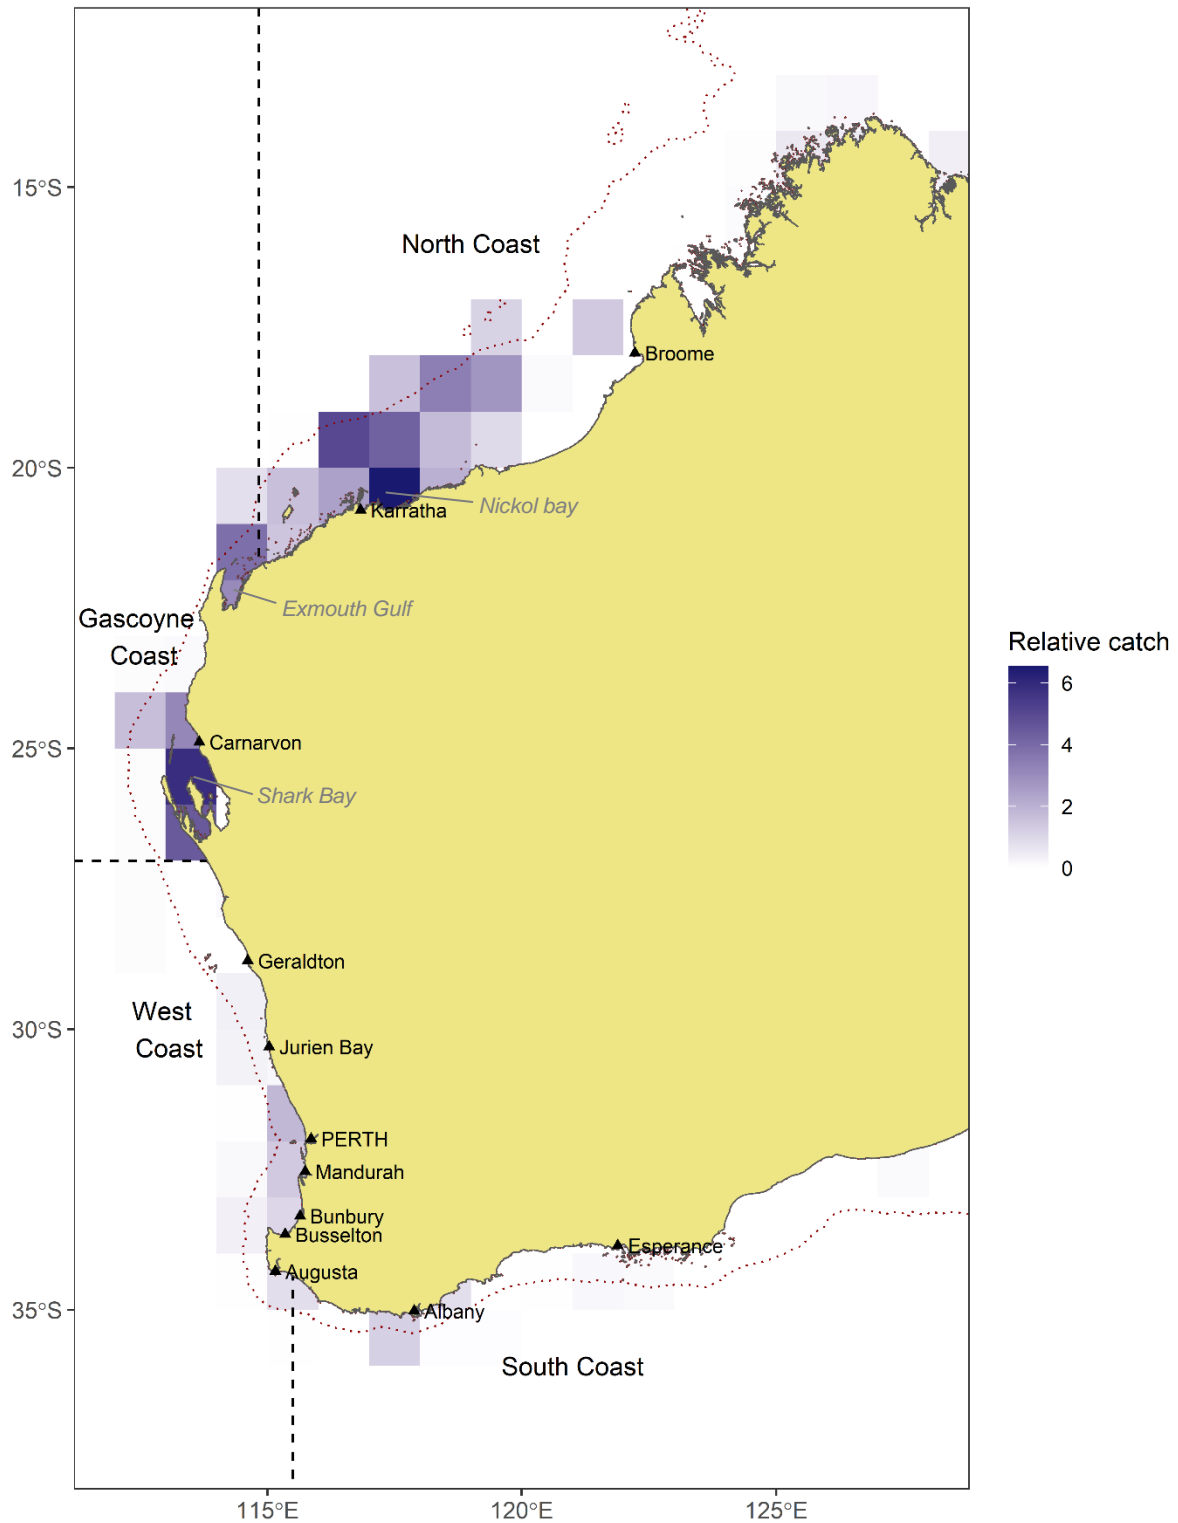 15°S
North Coast
Broome
20°S
Nickol bay
Karratha
Exmouth Gulf
Gascoyne
Coast
Relative catch
6
4
2
0
Carnarvon
25°S
Shark Bay
Geraldton
West
Coast
30°S
Jurien Bay
PERTH
Mandurah
Bunbury
Busselton
Esperance
Augusta
35°S
Albany
South Coast
115°E
120°E
125°E